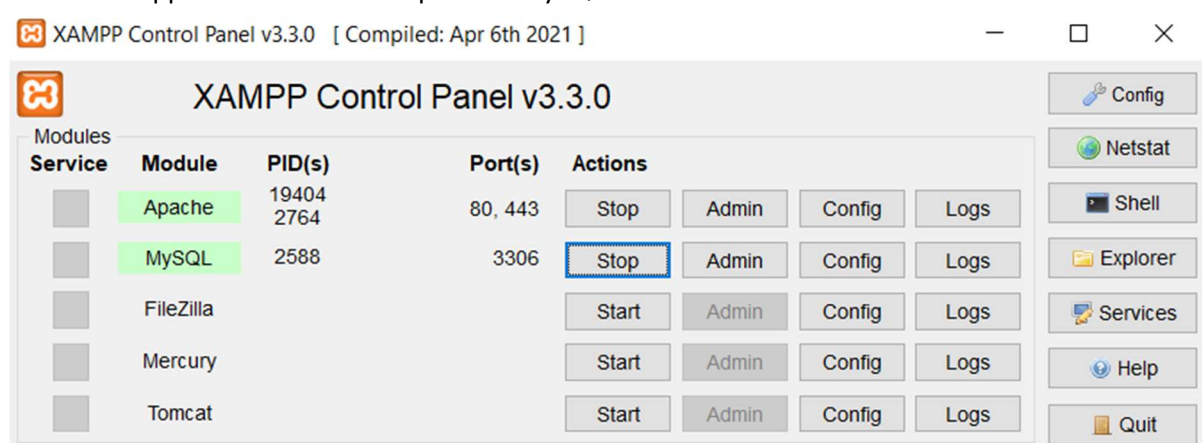 XAMPP Control Panel v3.3.0 [ Compiled: Apr 6th 2021 ]
XAMPP Control Panel v3.3.0
Config
Modules
Netstat
Service Module PID(s) Port(s) Actions
Apache 19404 2764 80, 443 Stop Admin Config Logs
Shell
MySQL 2588 3306 Stop Admin Config Logs
Explorer
FileZilla Start Admin Config Logs
Services
Mercury Start Admin Config Logs
Help
Tomcat Start Admin Config Logs
Quit